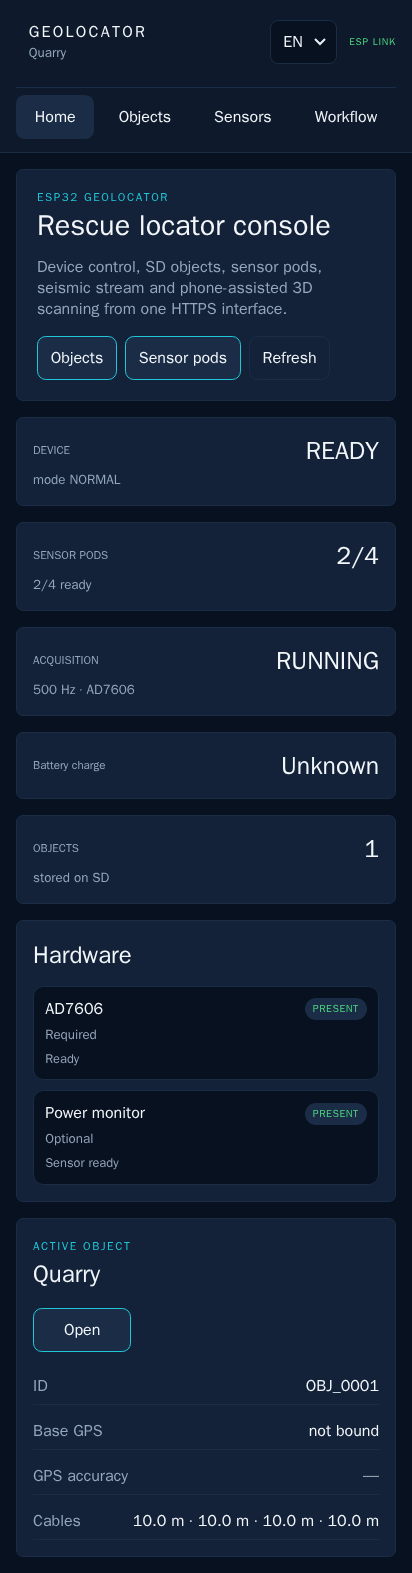 GEOLOCATOR
Quarry
EN
ESP LINK
Home
Objects
Sensors
Workflow
ESP32 GEOLOCATOR
Rescue locator console
Device control, SD objects, sensor pods,
seismic stream and phone-assisted 3D
scanning from one HTTPS interface.
Objects
Sensor pods
Refresh
DEVICE
READY
mode NORMAL
SENSOR PODS
2/4
2/4 ready
ACQUISITION
RUNNING
500 Hz · AD7606
Battery charge
Unknown
OBJECTS
1
stored on SD
Hardware
AD7606
PRESENT
Required
Ready
Power monitor
PRESENT
Optional
Sensor ready
ACTIVE OBJECT
Quarry
Open
ID
OBJ_0001
Base GPS
not bound
GPS accuracy
—
Cables
10.0 m · 10.0 m · 10.0 m · 10.0 m